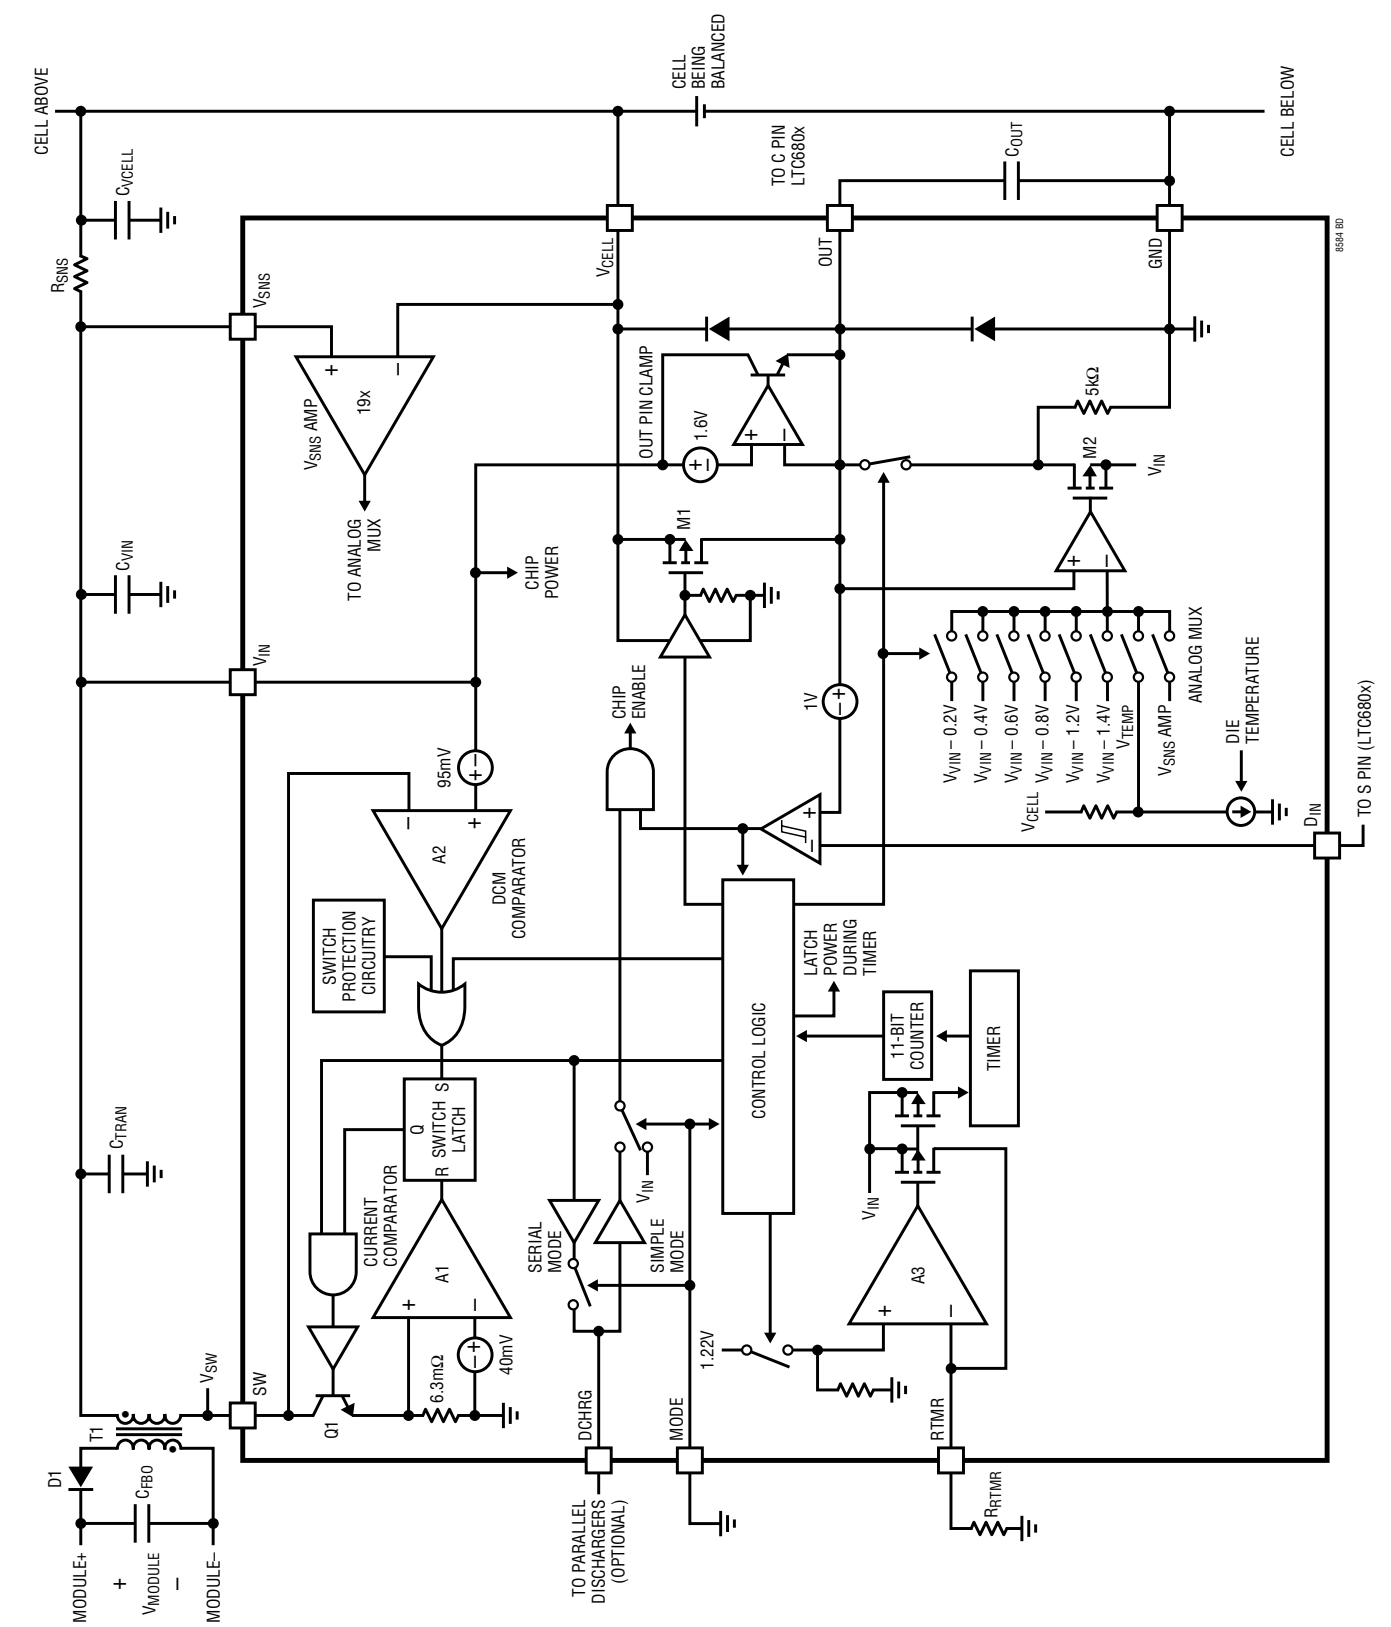 CELL ABOVE
CVCELL
RSNS
VSNS
VSNS AMP
+
−
19x
TO ANALOG
MUX
CVIN
VIN
CTRAN
VSW
SW
T1
D1
CFBO
MODULE+
+
VMODULE
−
MODULE−
95mV
+
−
CHIP
POWER
−
+
A2
DCM
COMPARATOR
SWITCH
PROTECTION
CIRCUITRY
S
Q
SWITCH
LATCH
R
CURRENT
COMPARATOR
A1
+
−
6.3mΩ
−
+
40mV
Q1
CELL
BEING
BALANCED
VCELL
OUT PIN CLAMP
1.6V
+
−
+
−
M1
CHIP
ENABLE
SERIAL
MODE
VIN
SIMPLE
MODE
DCHRG
TO PARALLEL
DISCHARGERS
(OPTIONAL)
MODE
TO C PIN
LTC680x
COUT
OUT
1V
−
+
−
+
CONTROL LOGIC
LATCH
POWER
DURING
TIMER
11-BIT
COUNTER
TIMER
VIN
A3
+
−
1.22V
RTMR
RRTMR
CELL BELOW
GND
5kΩ
M2
VIN
+
−
ANALOG MUX
VVIN – 0.2V
VVIN – 0.4V
VVIN – 0.6V
VVIN – 0.8V
VVIN – 1.2V
VVIN – 1.4V
VTEMP
VSNS AMP
VCELL
DIE
TEMPERATURE
DIN
TO S PIN (LTC680x)
8584 BD